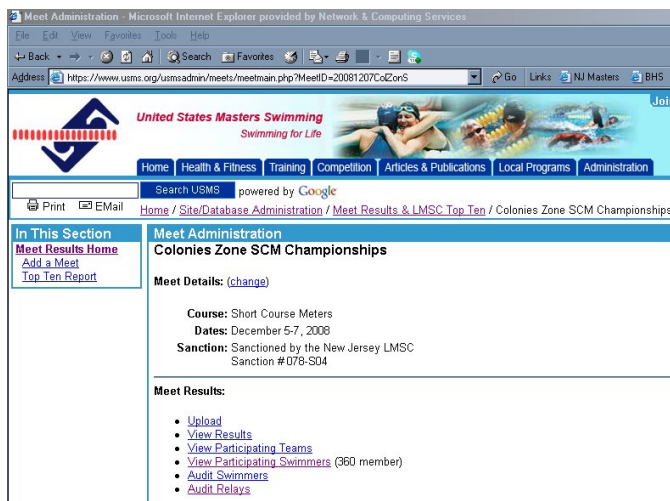 Meet Administration - Microsoft Internet Explorer provided by Network & Computing Services
File Edit View Favorites Tools Help
Back Search Favorites
Address https://www.usms.org/usmsadmin/meets/meetmain.php?MeetID=20081207ColZonS Go Links NJ Masters BHS
United States Masters Swimming
Swimming for Life
Joi
Home Health & Fitness Training Competition Articles & Publications Local Programs Administration
Search USMS powered by Google
Print EMail Home / Site/Database Administration / Meet Results & LMSC Top Ten / Colonies Zone SCM Championships
In This Section
Meet Results Home
Add a Meet
Top Ten Report
Meet Administration
Colonies Zone SCM Championships
Meet Details: (change)
Course: Short Course Meters
Dates: December 5-7, 2008
Sanction: Sanctioned by the New Jersey LMSC
Sanction #078-S04
Meet Results:
• Upload
• View Results
• View Participating Teams
• View Participating Swimmers (360 member)
• Audit Swimmers
• Audit Relays